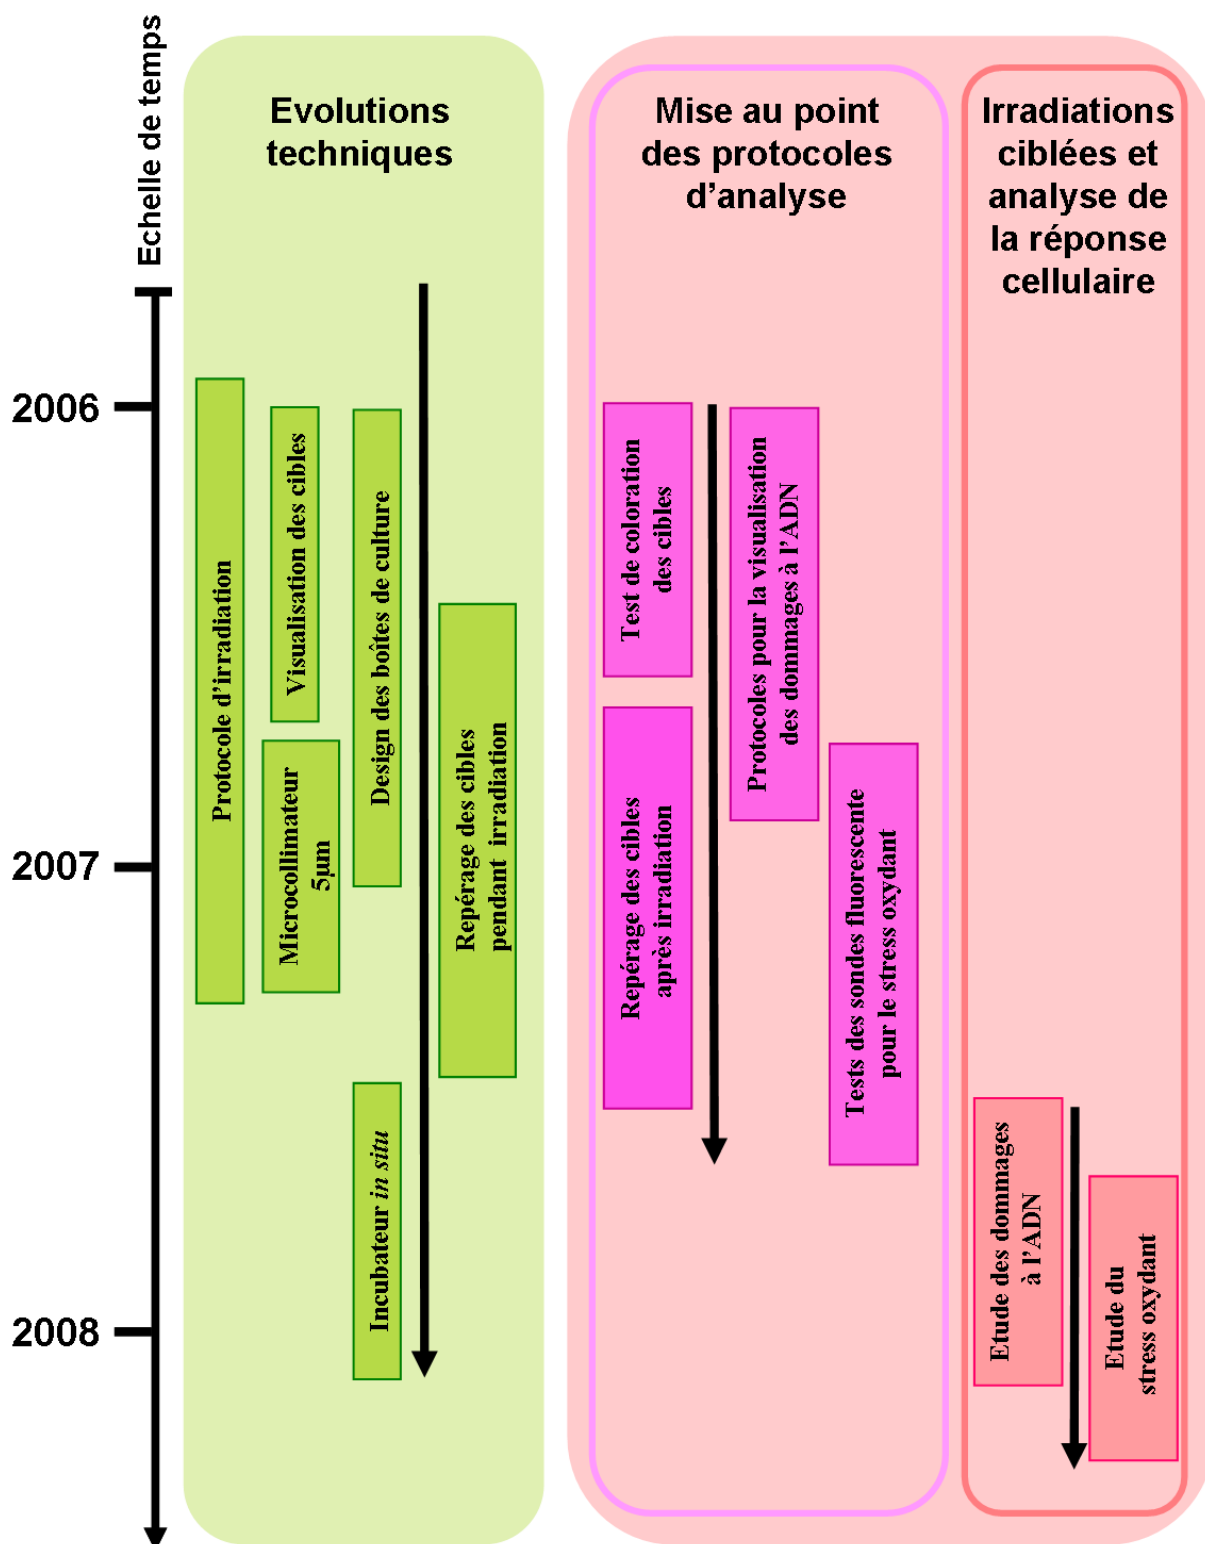 Echelle de temps
Evolutions
techniques
Mise au point
des protocoles
d'analyse
Irradiations
ciblées et
analyse de
la réponse
cellulaire
2006
2007
2008
Protocole d'irradiation
Visualisation des cibles
Microcollimateur
5µm
Design des boîtes de culture
Incubateur in situ
Repérage des cibles
pendant irradiation
Test de coloration
des cibles
Repérage des cibles
après irradiation
Protocoles pour la visualisation
des dommages à l'ADN
Tests des sondes fluorescente
pour le stress oxydant
Etude des dommages
à l'ADN
Etude du
stress oxydant